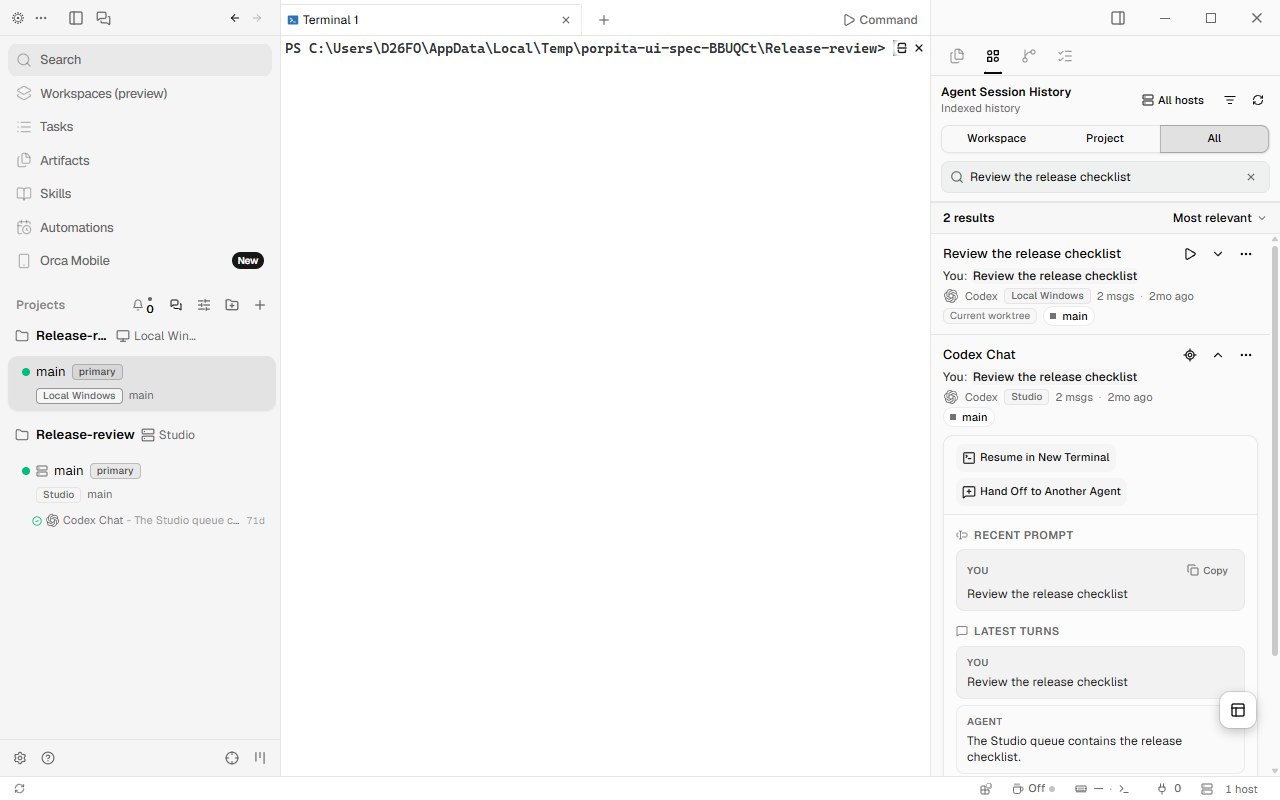 Terminal 1
Command
Search
Workspaces (preview)
Tasks
Artifacts
Skills
Automations
Orca Mobile
New
Projects
0
Release-r... Local Win...
main primary
Local Windows main
Release-review Studio
main primary
Studio main
Codex Chat - The Studio queue c... 71d
PS C:\Users\D26FO\AppData\Local\Temp\porpita-ui-spec-BBUQCt\Release-review>
Agent Session History
Indexed history
All hosts
Workspace Project All
Review the release checklist
2 results
Most relevant
Review the release checklist
You: Review the release checklist
Codex Local Windows 2 msgs · 2mo ago
Current worktree main
Codex Chat
You: Review the release checklist
Codex Studio 2 msgs · 2mo ago
main
Resume in New Terminal
Hand Off to Another Agent
RECENT PROMPT
YOU
Copy
Review the release checklist
LATEST TURNS
YOU
Review the release checklist
AGENT
The Studio queue contains the release
checklist.
Off
0
1 host